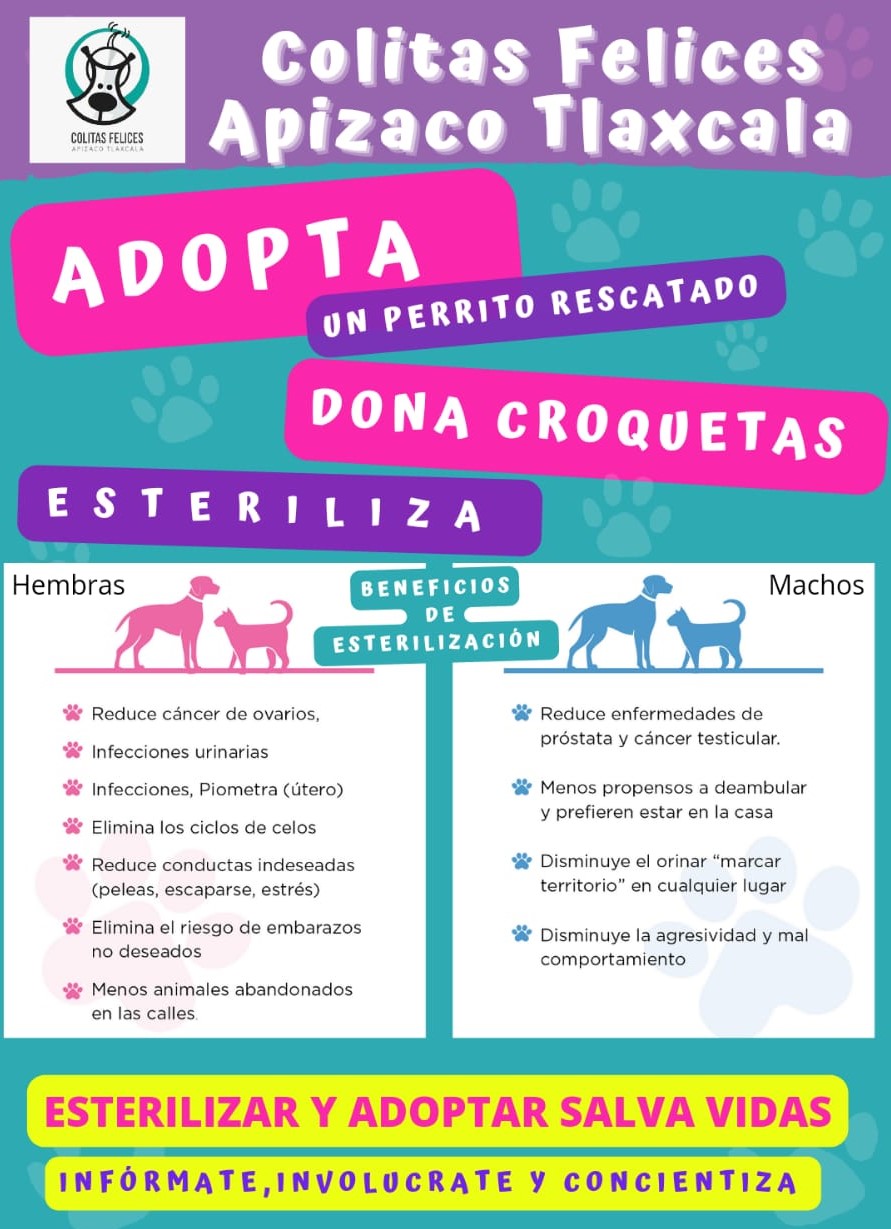 COLITAS FELICES
APIZACO TLAXCALA
Colitas Felices
Apizaco Tlaxcala
ADOPTA
UN PERRITO RESCATADO
DONA CROQUETAS
ESTERILIZA
BENEFICIOS
DE
ESTERILIZACIÓN
Hembras
Reduce cáncer de ovarios,
Infecciones urinarias
Infecciones, Piometra (útero)
Elimina los ciclos de celos
Reduce conductas indeseadas
(peleas, escaparse, estrés)
Elimina el riesgo de embarazos
no deseados
Menos animales abandonados
en las calles.
Machos
Reduce enfermedades de
próstata y cáncer testicular.
Menos propensos a deambular
y prefieren estar en la casa
Disminuye el orinar “marcar
territorio” en cualquier lugar
Disminuye la agresividad y mal
comportamiento
ESTERILIZAR Y ADOPTAR SALVA VIDAS
INFÓRMATE,INVOLUCRATE Y CONCIENTIZA